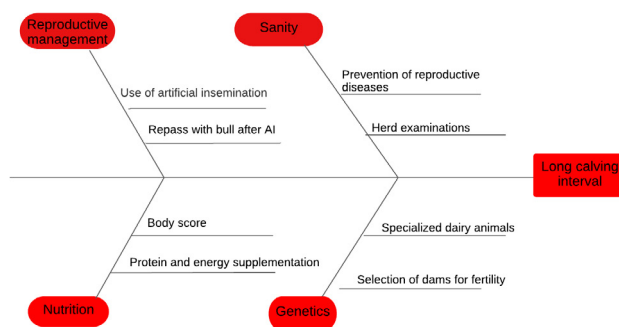 Reproductive
management
Sanity
Use of artificial insemination
Repass with bull after AI
Prevention of reproductive
diseases
Herd examinations
Long calving
interval
Body score
Protein and energy supplementation
Specialized dairy animals
Selection of dams for fertility
Nutrition
Genetics